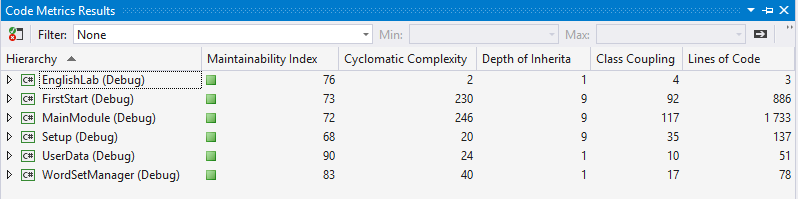 Code Metrics Results
Filter: None Min: Max:
Hierarchy Maintainability Index Cyclomatic Complexity Depth of Inherita Class Coupling Lines of Code
C# EnglishLab (Debug) 76 2 1 4 3
C# FirstStart (Debug) 73 230 9 92 886
C# MainModule (Debug) 72 246 9 117 1 733
C# Setup (Debug) 68 20 9 35 137
C# UserData (Debug) 90 24 1 10 51
C# WordSetManager (Debug) 83 40 1 17 78